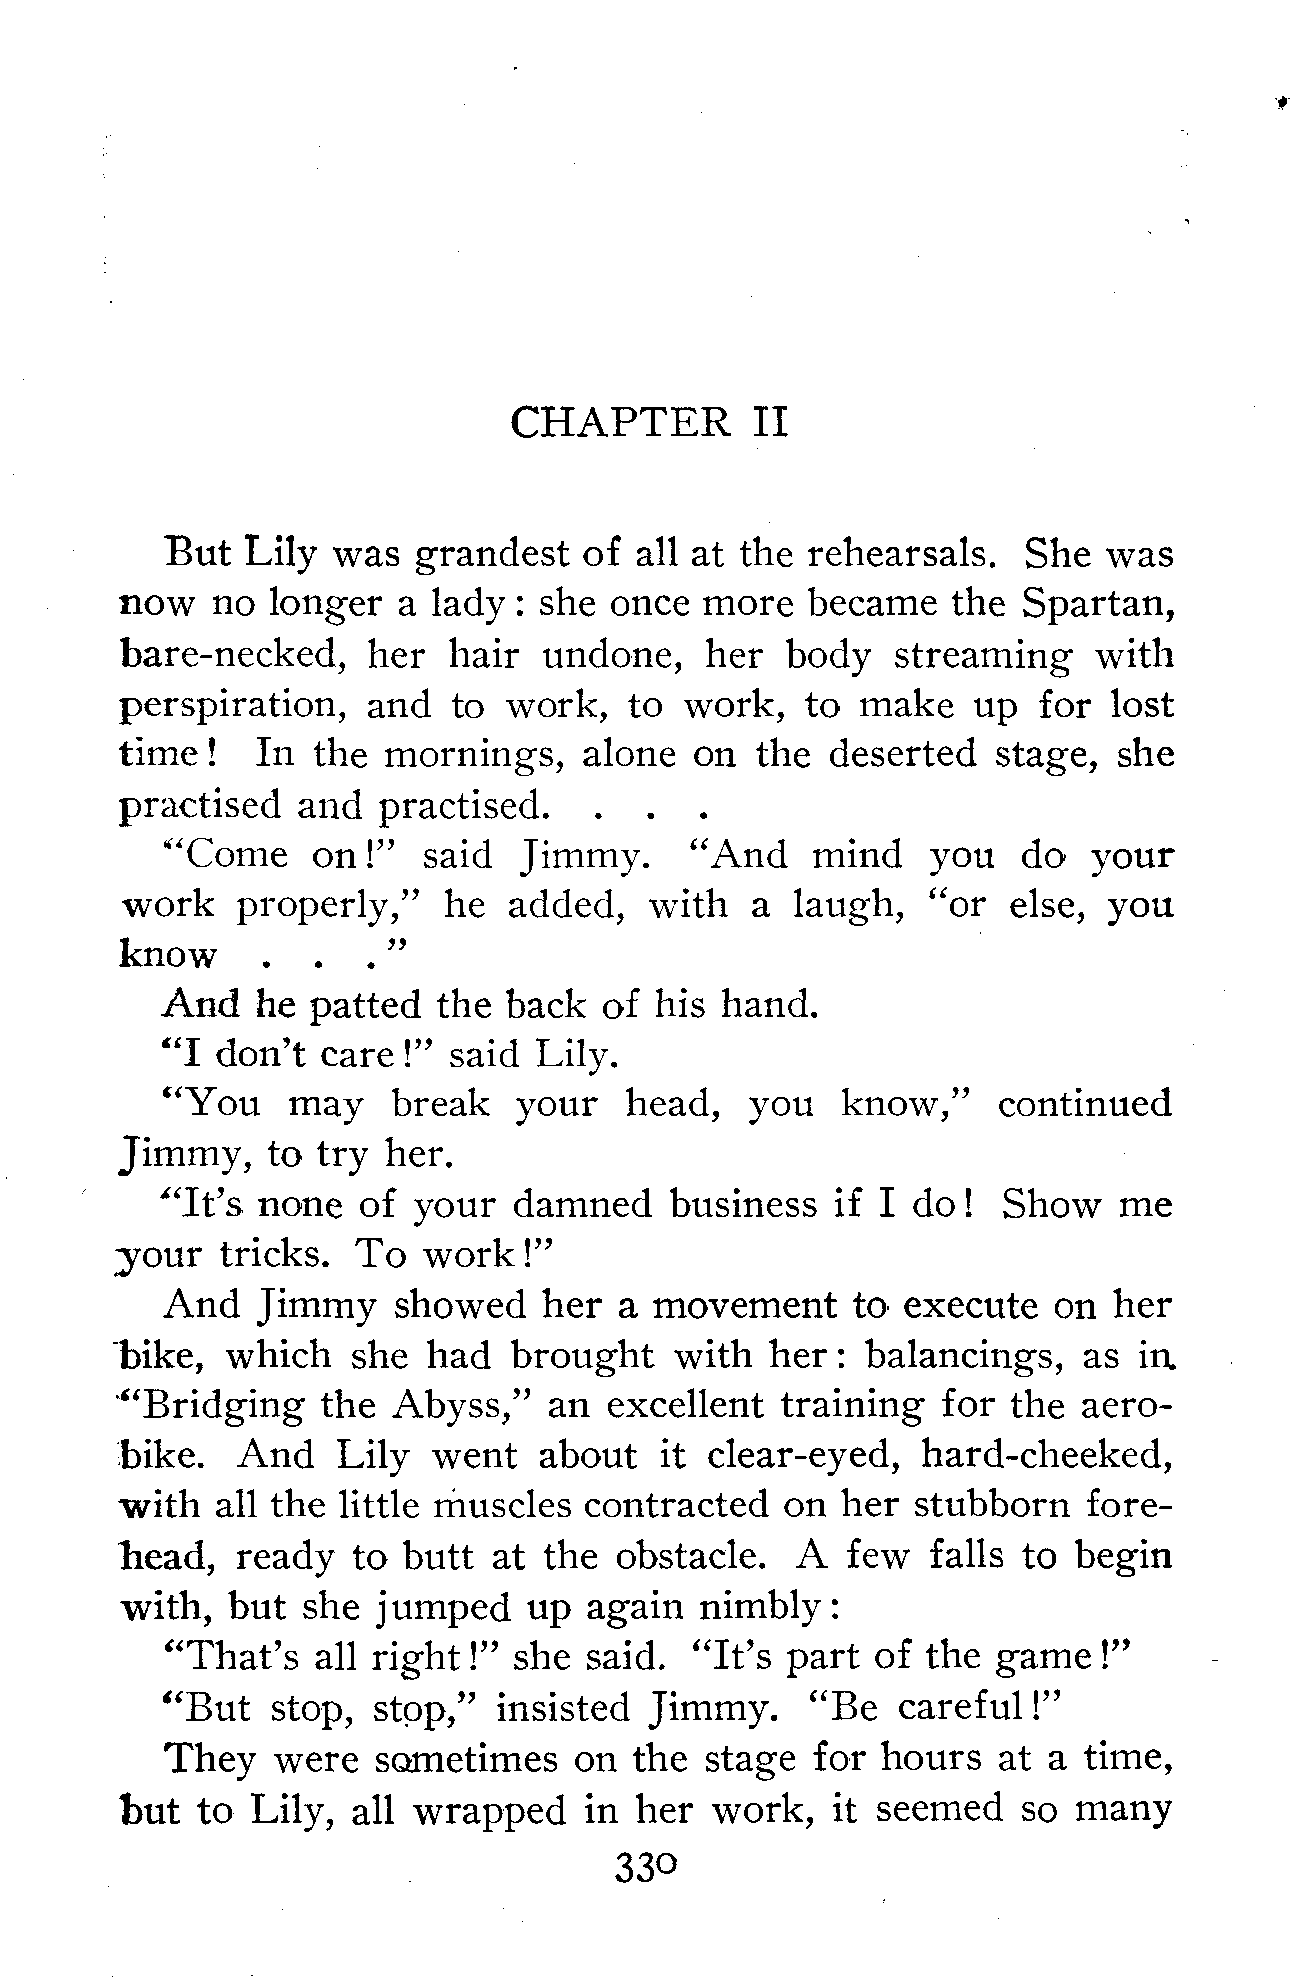 CHAPTER II
But Lily was grandest of all at the rehearsals. She was
now no longer a lady: she once more became the Spartan,
bare-necked, her hair undone, her body streaming with
perspiration, and to work, to work, to make up for lost
time! In the mornings, alone on the deserted stage, she
practised and practised. . . .
"Come on!" said Jimmy. "And mind you do your
work properly," he added, with a laugh, "or else, you
know . . ."
And he patted the back of his hand.
"I don't care!" said Lily.
"You may break your head, you know," continued
Jimmy, to try her.
"It's none of your damned business if I do! Show me
your tricks. To work!"
And Jimmy showed her a movement to execute on her
bike, which she had brought with her: balancings, as in
"Bridging the Abyss," an excellent training for the aero-
bike. And Lily went about it clear-eyed, hard-cheeked,
with all the little muscles contracted on her stubborn fore-
head, ready to butt at the obstacle. A few falls to begin
with, but she jumped up again nimbly:
"That's all right!" she said. "It's part of the game!"
"But stop, stop," insisted Jimmy. "Be careful!"
They were sometimes on the stage for hours at a time,
but to Lily, all wrapped in her work, it seemed so many
330